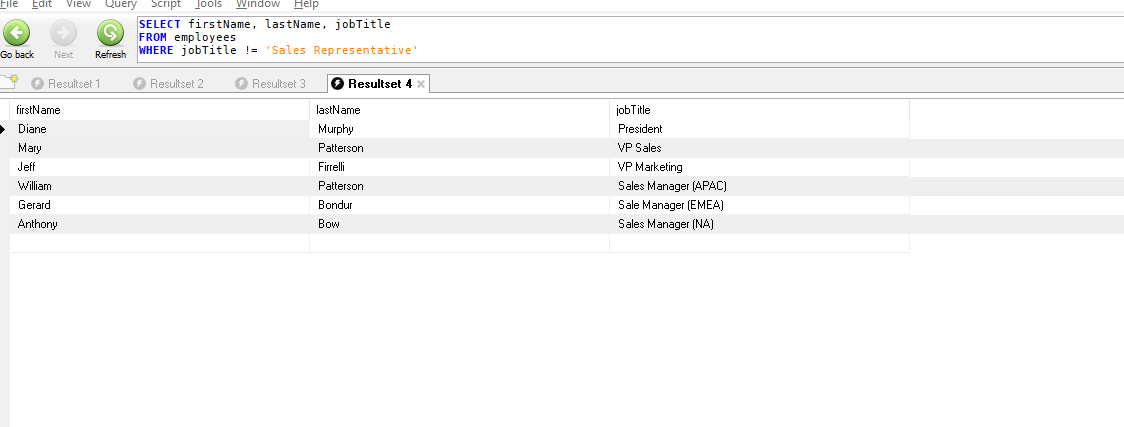 File Edit View Query Script Tools Window Help
SELECT firstName, lastName, jobTitle
FROM employees
WHERE jobTitle != 'Sales Representative'
Go back Next Refresh
Resultset 1 Resultset 2 Resultset 3 Resultset 4
firstName lastName jobTitle
Diane Murphy President
Mary Patterson VP Sales
Jeff Firrelli VP Marketing
William Patterson Sales Manager (APAC)
Gerard Bondur Sale Manager (EMEA)
Anthony Bow Sales Manager (NA)